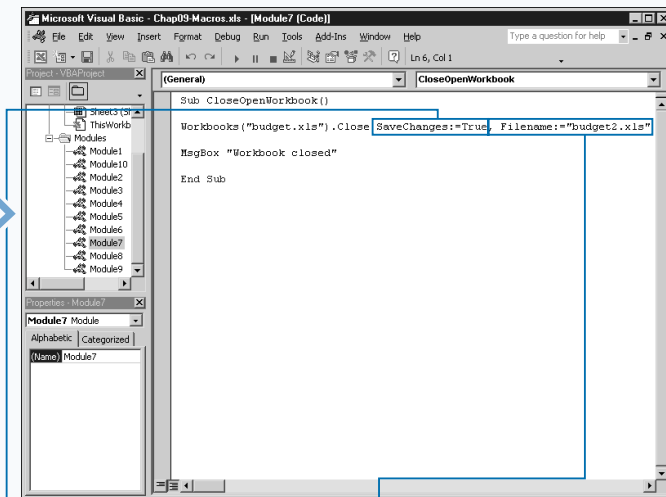 Microsoft Visual Basic - Chap09-Macros.xls - [Module7 (Code)]
File Edit View Insert Format Debug Run Tools Add-Ins Window Help Type a question for help
Ln 6, Col 1
Project - VBAProject
(General) CloseOpenWorkbook
Sheet3 (Sh
ThisWorkb
Modules
Module1
Module10
Module2
Module3
Module4
Module5
Module6
Module7
Module8
Module9
Properties - Module7
Module7 Module
Alphabetic Categorized
(Name) Module7
Sub CloseOpenWorkbook()
Workbooks("budget.xls").Close SaveChanges:=True, Filename:="budget2.xls"
MsgBox "Workbook closed"
End Sub